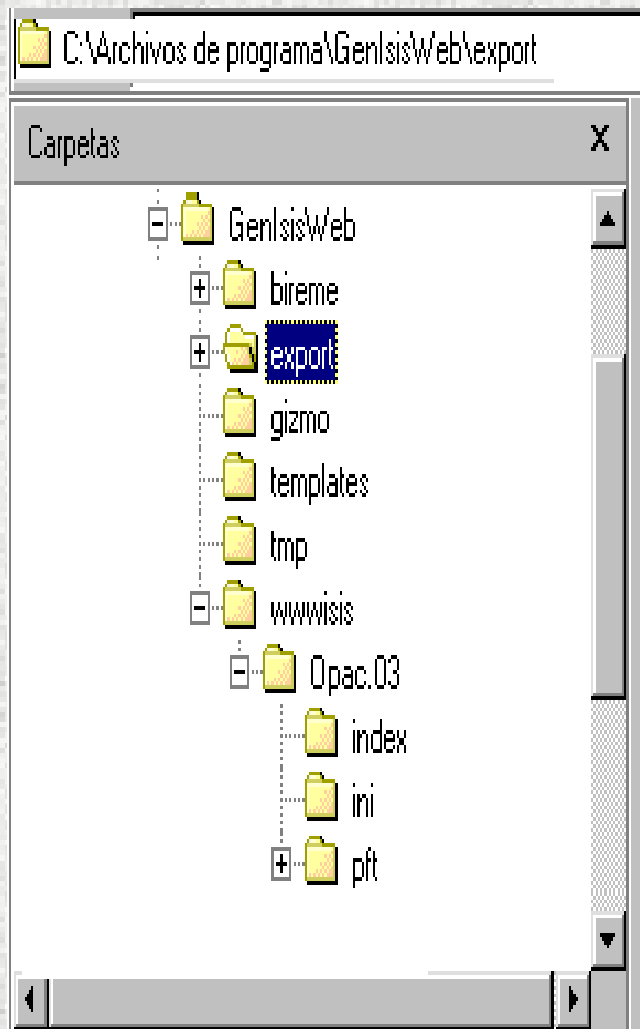 C:\Archivos de programa\GenIsisWeb\export
Carpetas
GenIsisWeb
bireme
export
gizmo
templates
tmp
wwwisis
Opac.03
index
ini
pft